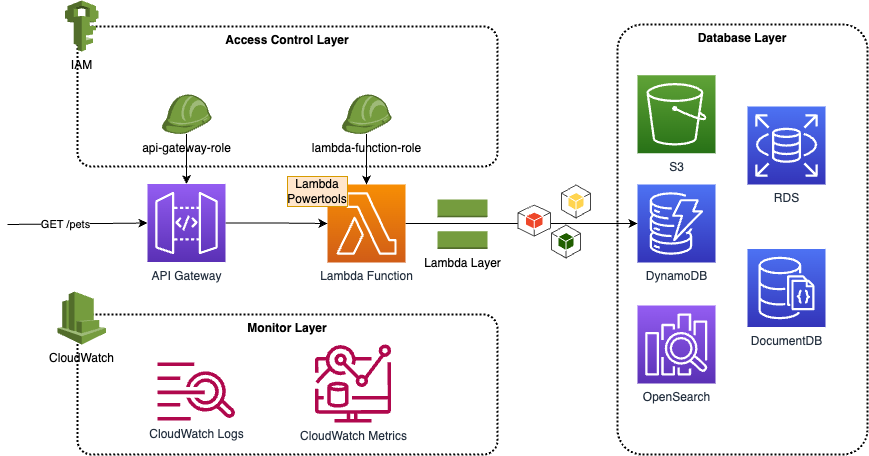 Access Control Layer
IAM
api-gateway-role
lambda-function-role
GET /pets
API Gateway
Lambda
Powertools
Lambda Function
Lambda Layer
Database Layer
S3
RDS
DynamoDB
DocumentDB
OpenSearch
Monitor Layer
CloudWatch
CloudWatch Logs
CloudWatch Metrics